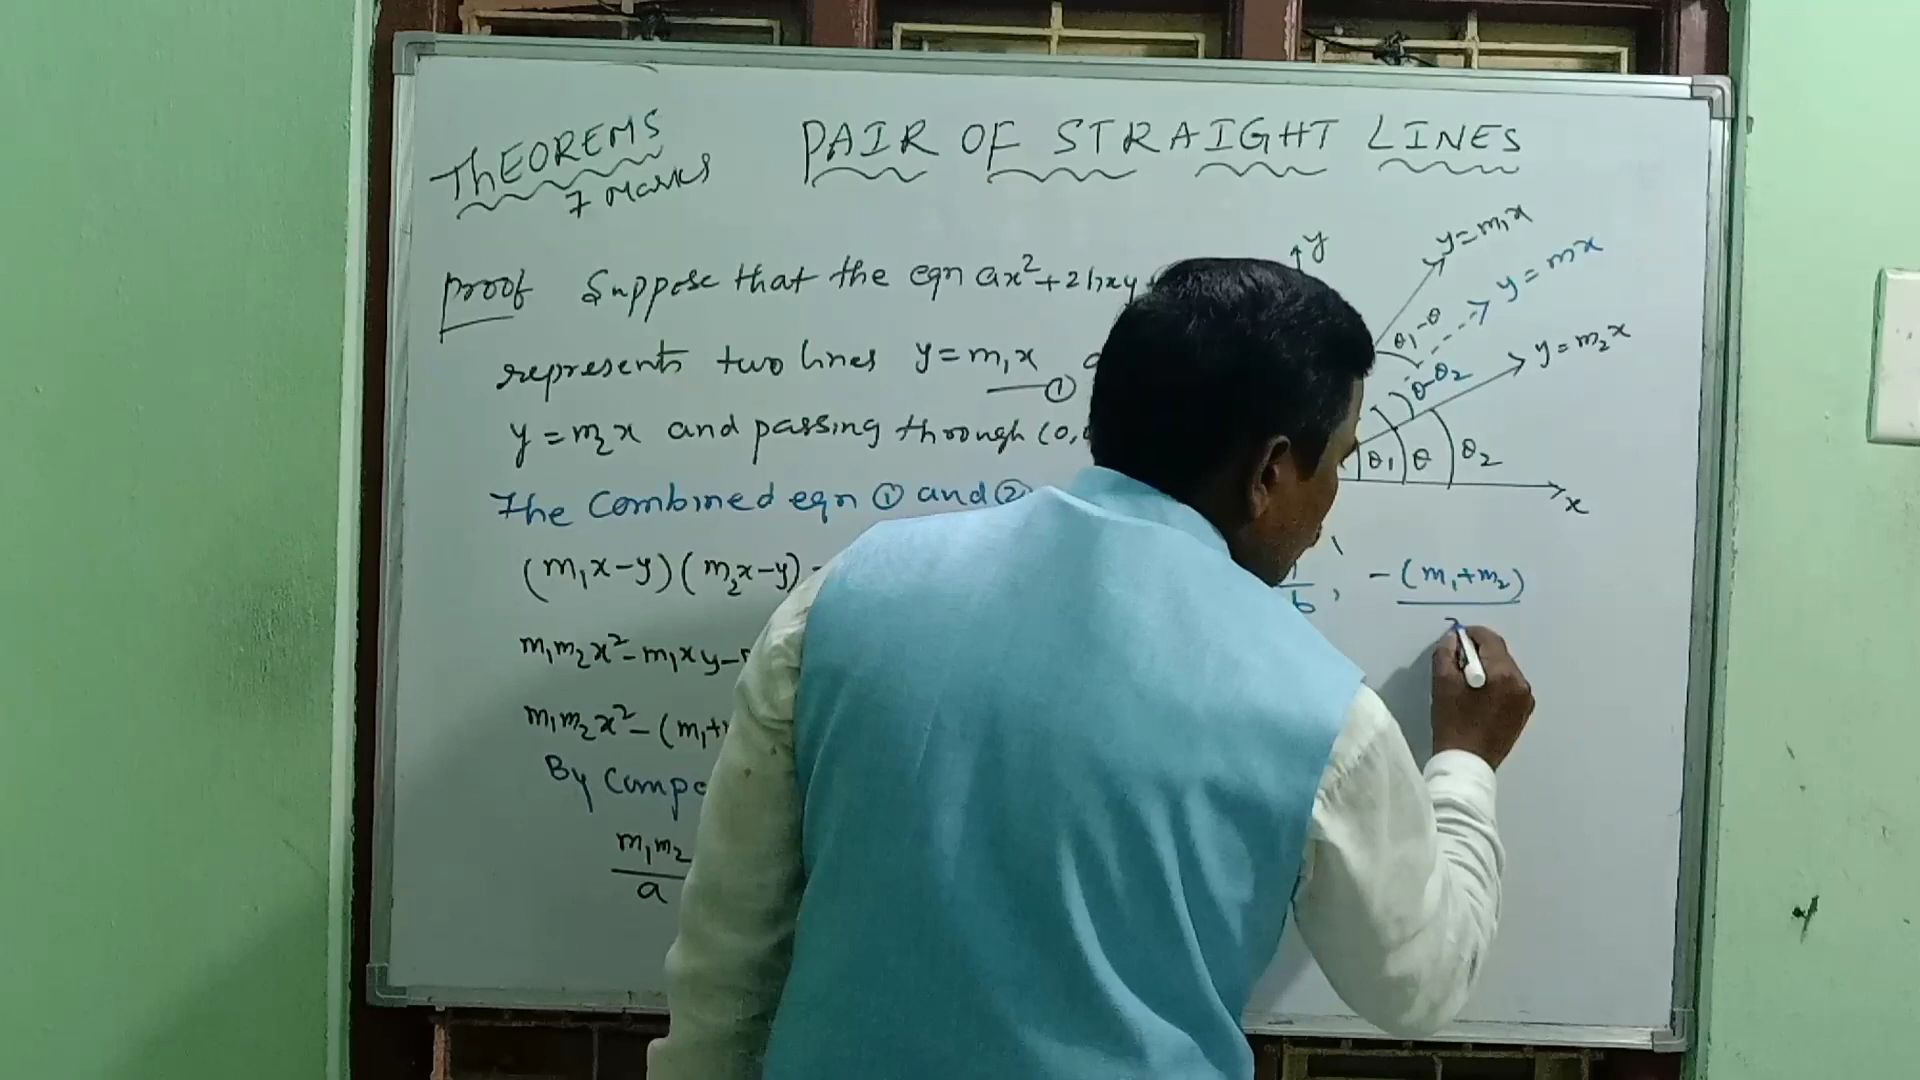 THEOREMS
7 Marks
PAIR OF STRAIGHT LINES
Proof Suppose that the eqn ax²+2hxy
represents two lines y=m₁x
①
y=m₂x and passing through (0,
The Combined eqn ① and ②
(m₁x-y)(m₂x-y)
m₁m₂x²-m₁xy-
m₁m₂x²-(m₁+
By Compa
m₁m₂
a
y
y=m₁x
y=mx
θ₁-θ
y=m₂x
θ-θ₂
θ₁ θ θ₂
x
b, -(m₁+m₂)